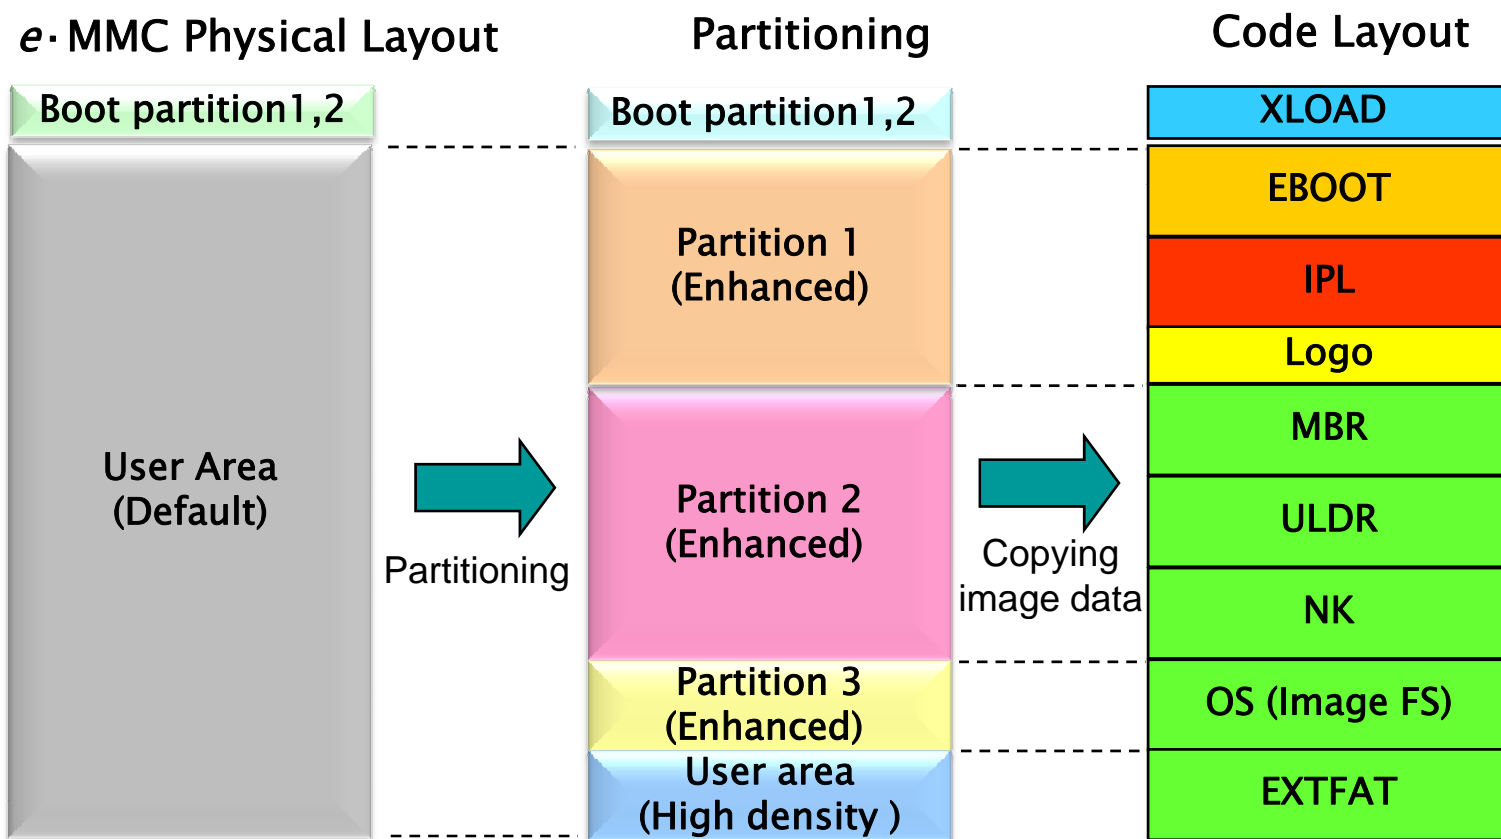 e·MMC Physical Layout
Boot partition1,2
User Area
(Default)
Partitioning
Partitioning
Boot partition1,2
Partition 1
(Enhanced)
Partition 2
(Enhanced)
Partition 3
(Enhanced)
User area
(High density )
Copying
image data
Code Layout
XLOAD
EBOOT
IPL
Logo
MBR
ULDR
NK
OS (Image FS)
EXTFAT